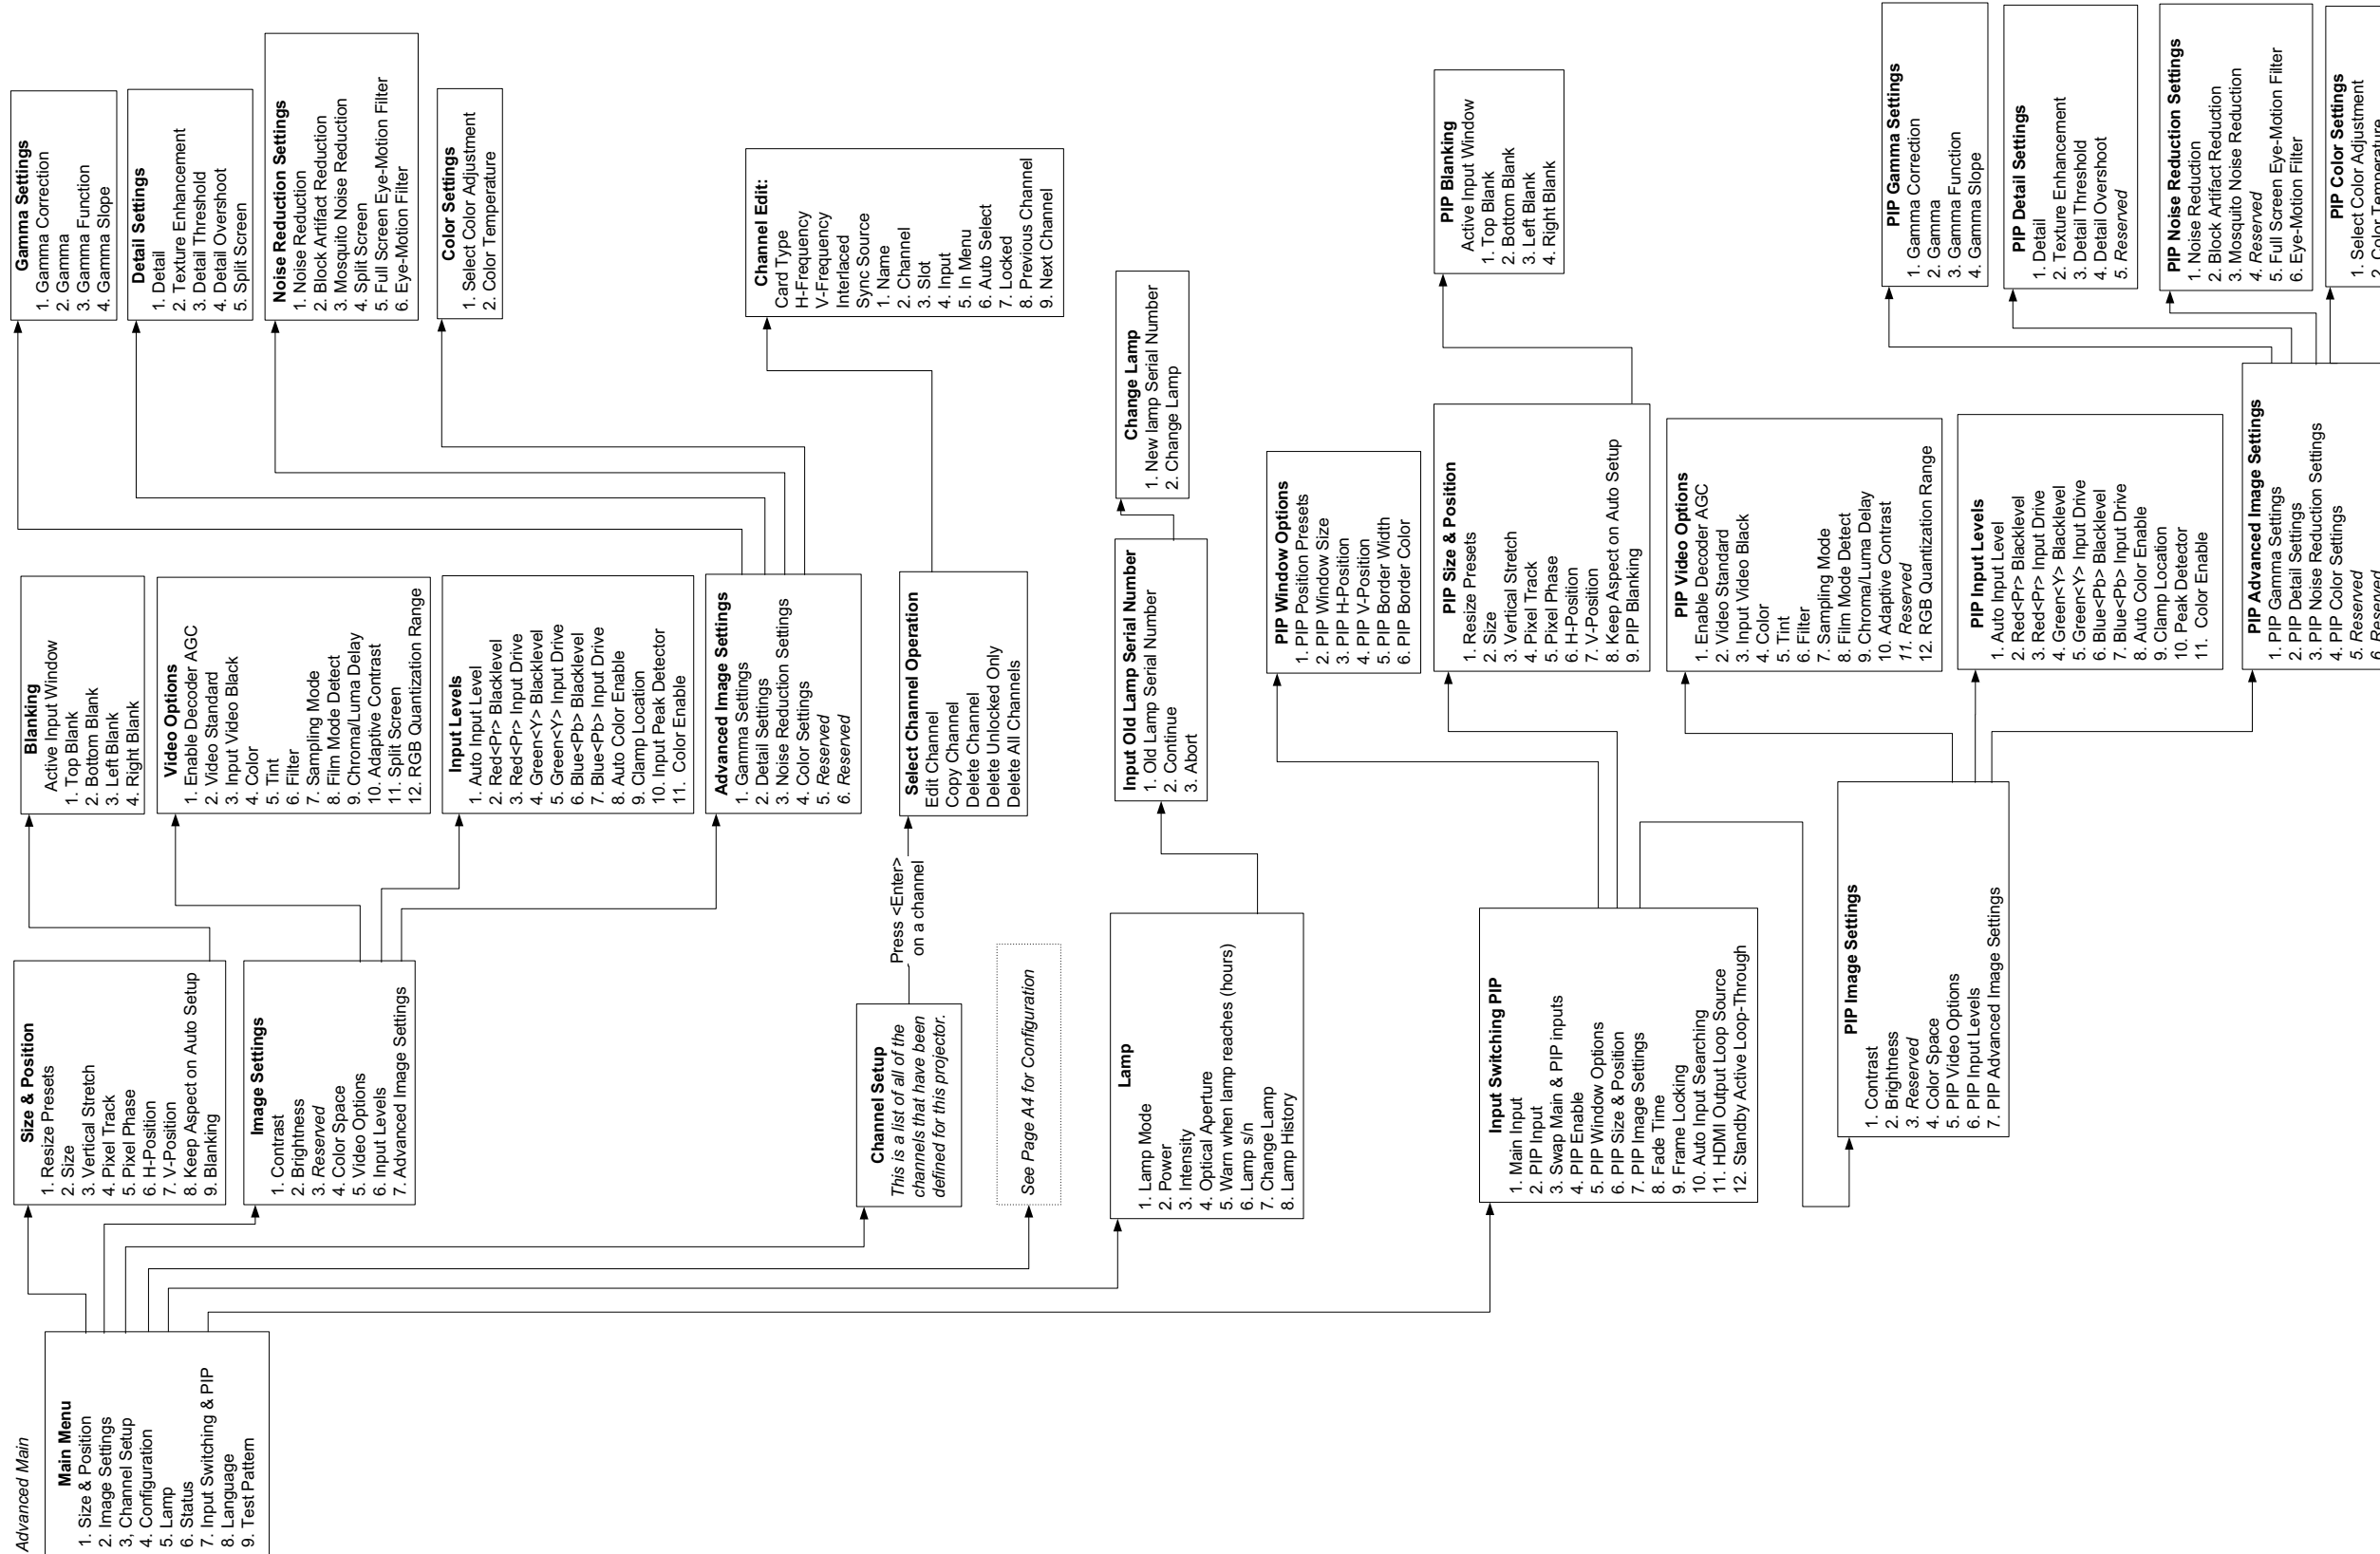 Advanced Main
Main Menu
1. Size & Position
2. Image Settings
3, Channel Setup
4. Configuration
5. Lamp
6. Status
7. Input Switching & PIP
8. Language
9. Test Pattern
Size & Position
1. Resize Presets
2. Size
3. Vertical Stretch
4. Pixel Track
5. Pixel Phase
6. H-Position
7. V-Position
8. Keep Aspect on Auto Setup
9. Blanking
Blanking
Active Input Window
1. Top Blank
2. Bottom Blank
3. Left Blank
4. Right Blank
Image Settings
1. Contrast
2. Brightness
3. Reserved
4. Color Space
5. Video Options
6. Input Levels
7. Advanced Image Settings
Video Options
1. Enable Decoder AGC
2. Video Standard
3. Input Video Black
4. Color
5. Tint
6. Filter
7. Sampling Mode
8. Film Mode Detect
9. Chroma/Luma Delay
10. Adaptive Contrast
11. Split Screen
12. RGB Quantization Range
Input Levels
1. Auto Input Level
2. Red<Pr> Blacklevel
3. Red<Pr> Input Drive
4. Green<Y> Blacklevel
5. Green<Y> Input Drive
6. Blue<Pb> Blacklevel
7. Blue<Pb> Input Drive
8. Auto Color Enable
9. Clamp Location
10. Input Peak Detector
11. Color Enable
Advanced Image Settings
1. Gamma Settings
2. Detail Settings
3. Noise Reduction Settings
4. Color Settings
5. Reserved
6. Reserved
Gamma Settings
1. Gamma Correction
2. Gamma
3. Gamma Function
4. Gamma Slope
Detail Settings
1. Detail
2. Texture Enhancement
3. Detail Threshold
4. Detail Overshoot
5. Split Screen
Noise Reduction Settings
1. Noise Reduction
2. Block Artifact Reduction
3. Mosquito Noise Reduction
4. Split Screen
5. Full Screen Eye-Motion Filter
6. Eye-Motion Filter
Color Settings
1. Select Color Adjustment
2. Color Temperature
Channel Setup
This is a list of all of the
channels that have been
defined for this projector.
Press <Enter>
on a channel
Select Channel Operation
Edit Channel
Copy Channel
Delete Channel
Delete Unlocked Only
Delete All Channels
Channel Edit:
Card Type
H-Frequency
V-Frequency
Interlaced
Sync Source
1. Name
2. Channel
3. Slot
4. Input
5. In Menu
6. Auto Select
7. Locked
8. Previous Channel
9. Next Channel
See Page A4 for Configuration
Lamp
1. Lamp Mode
2. Power
3. Intensity
4. Optical Aperture
5. Warn when lamp reaches (hours)
6. Lamp s/n
7. Change Lamp
8. Lamp History
Input Old Lamp Serial Number
1. Old Lamp Serial Number
2. Continue
3. Abort
Change Lamp
1. New lamp Serial Number
2. Change Lamp
Input Switching PIP
1. Main Input
2. PIP Input
3. Swap Main & PIP inputs
4. PIP Enable
5. PIP Window Options
6. PIP Size & Position
7. PIP Image Settings
8. Fade Time
9. Frame Locking
10. Auto Input Searching
11. HDMI Output Loop Source
12. Standby Active Loop-Through
PIP Window Options
1. PIP Position Presets
2. PIP Window Size
3. PIP H-Position
4. PIP V-Position
5. PIP Border Width
6. PIP Border Color
PIP Size & Position
1. Resize Presets
2. Size
3. Vertical Stretch
4. Pixel Track
5. Pixel Phase
6. H-Position
7. V-Position
8. Keep Aspect on Auto Setup
9. PIP Blanking
PIP Blanking
Active Input Window
1. Top Blank
2. Bottom Blank
3. Left Blank
4. Right Blank
PIP Image Settings
1. Contrast
2. Brightness
3. Reserved
4. Color Space
5. PIP Video Options
6. PIP Input Levels
7. PIP Advanced Image Settings
PIP Video Options
1. Enable Decoder AGC
2. Video Standard
3. Input Video Black
4. Color
5. Tint
6. Filter
7. Sampling Mode
8. Film Mode Detect
9. Chroma/Luma Delay
10. Adaptive Contrast
11. Reserved
12. RGB Quantization Range
PIP Input Levels
1. Auto Input Level
2. Red<Pr> Blacklevel
3. Red<Pr> Input Drive
4. Green<Y> Blacklevel
5. Green<Y> Input Drive
6. Blue<Pb> Blacklevel
7. Blue<Pb> Input Drive
8. Auto Color Enable
9. Clamp Location
10. Peak Detector
11. Color Enable
PIP Advanced Image Settings
1. PIP Gamma Settings
2. PIP Detail Settings
3. PIP Noise Reduction Settings
4. PIP Color Settings
5. Reserved
6. Reserved
PIP Gamma Settings
1. Gamma Correction
2. Gamma
3. Gamma Function
4. Gamma Slope
PIP Detail Settings
1. Detail
2. Texture Enhancement
3. Detail Threshold
4. Detail Overshoot
5. Reserved
PIP Noise Reduction Settings
1. Noise Reduction
2. Block Artifact Reduction
3. Mosquito Noise Reduction
4. Reserved
5. Full Screen Eye-Motion Filter
6. Eye-Motion Filter
PIP Color Settings
1. Select Color Adjustment
2. Color Temperature